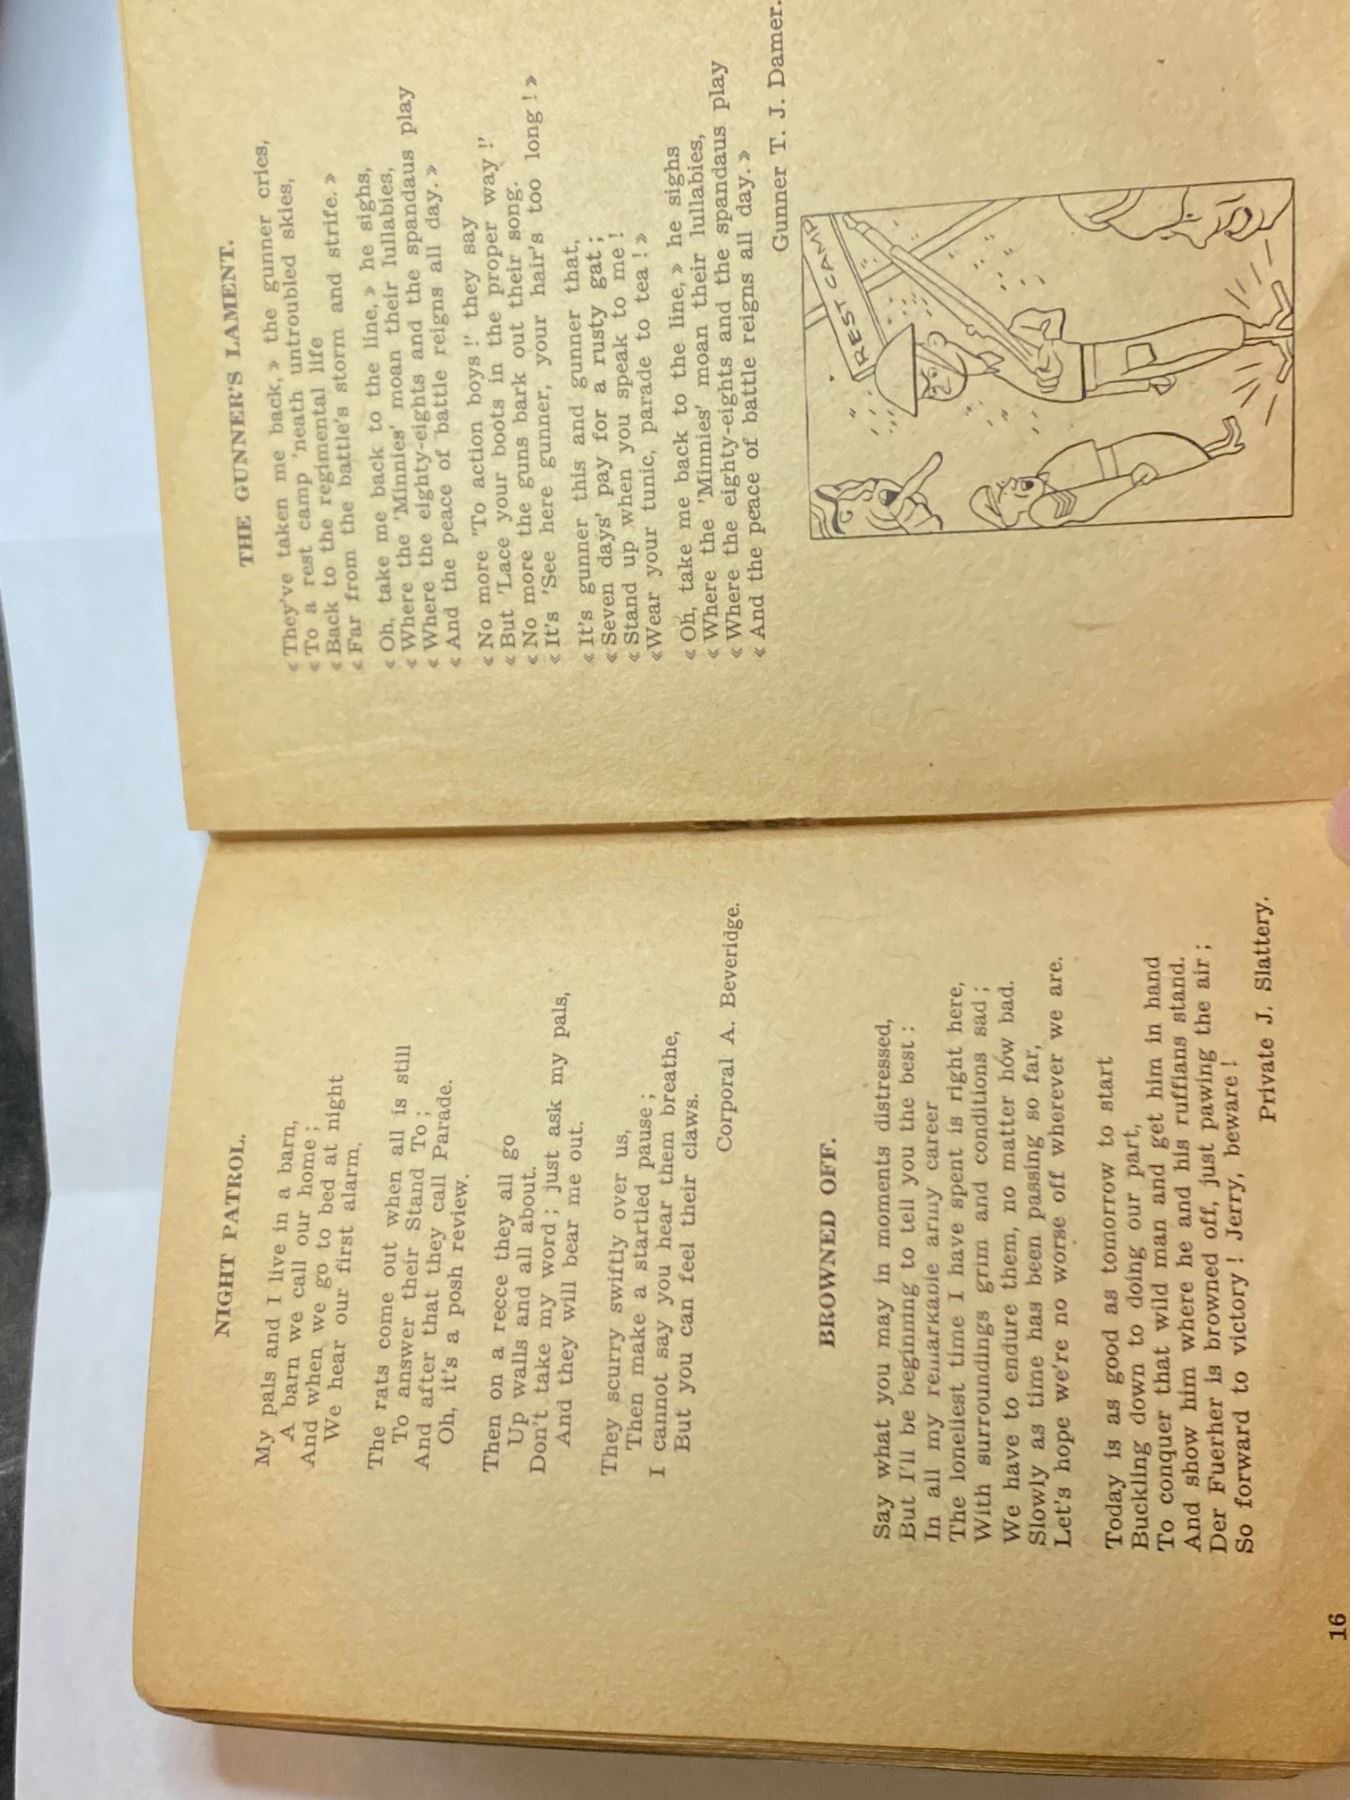 NIGHT PATROL.
My pals and I live in a barn,
A barn we call our home ;
And when we go to bed at night
We hear our first alarm.
The rats come out when all is still
To answer their Stand To ;
And after that they call Parade.
Oh, it's a posh review.
Then on a recce they all go
Up walls and all about.
Don't take my word ; just ask my pals,
And they will bear me out.
They scurry swiftly over us,
Then make a startled pause ;
I cannot say you hear them breathe,
But you can feel their claws.
Corporal A. Beveridge.
BROWNED OFF.
Say what you may in moments distressed,
But I'll be beginning to tell you the best :
In all my remarkable army career
The loneliest time I have spent is right here,
With surroundings grim and conditions sad ;
We have to endure them, no matter how bad.
Slowly as time has been passing so far,
Let's hope we're no worse off wherever we are.
Today is as good as tomorrow to start
Buckling down to doing our part,
To conquer that wild man and get him in hand
And show him where he and his ruffians stand.
Der Fuerher is browned off, just pawing the air ;
So forward to victory ! Jerry, beware !
Private J. Slattery.
16
THE GUNNER'S LAMENT.
« They've taken me back, » the gunner cries,
« To a rest camp 'neath untroubled skies,
« Back to the regimental life
« Far from the battle's storm and strife. »
« Oh, take me back to the line, » he sighs,
« Where the 'Minnies' moan their lullabies,
« Where the eighty-eights and the spandaus play
« And the peace of battle reigns all day. »
« No more 'To action boys !' they say
« But 'Lace your boots in the proper way !'
« No more the guns bark out their song.
« It's 'See here gunner, your hair's too long ! »
« It's gunner this and gunner that,
« Seven days' pay for a rusty gat ;
« Stand up when you speak to me !
«Wear your tunic, parade to tea ! »
« Oh, take me back to the line, » he sighs
« Where the 'Minnies' moan their lullabies,
« Where the eighty-eights and the spandaus play
« And the peace of battle reigns all day. »
Gunner T. J. Damer.
REST CAMP